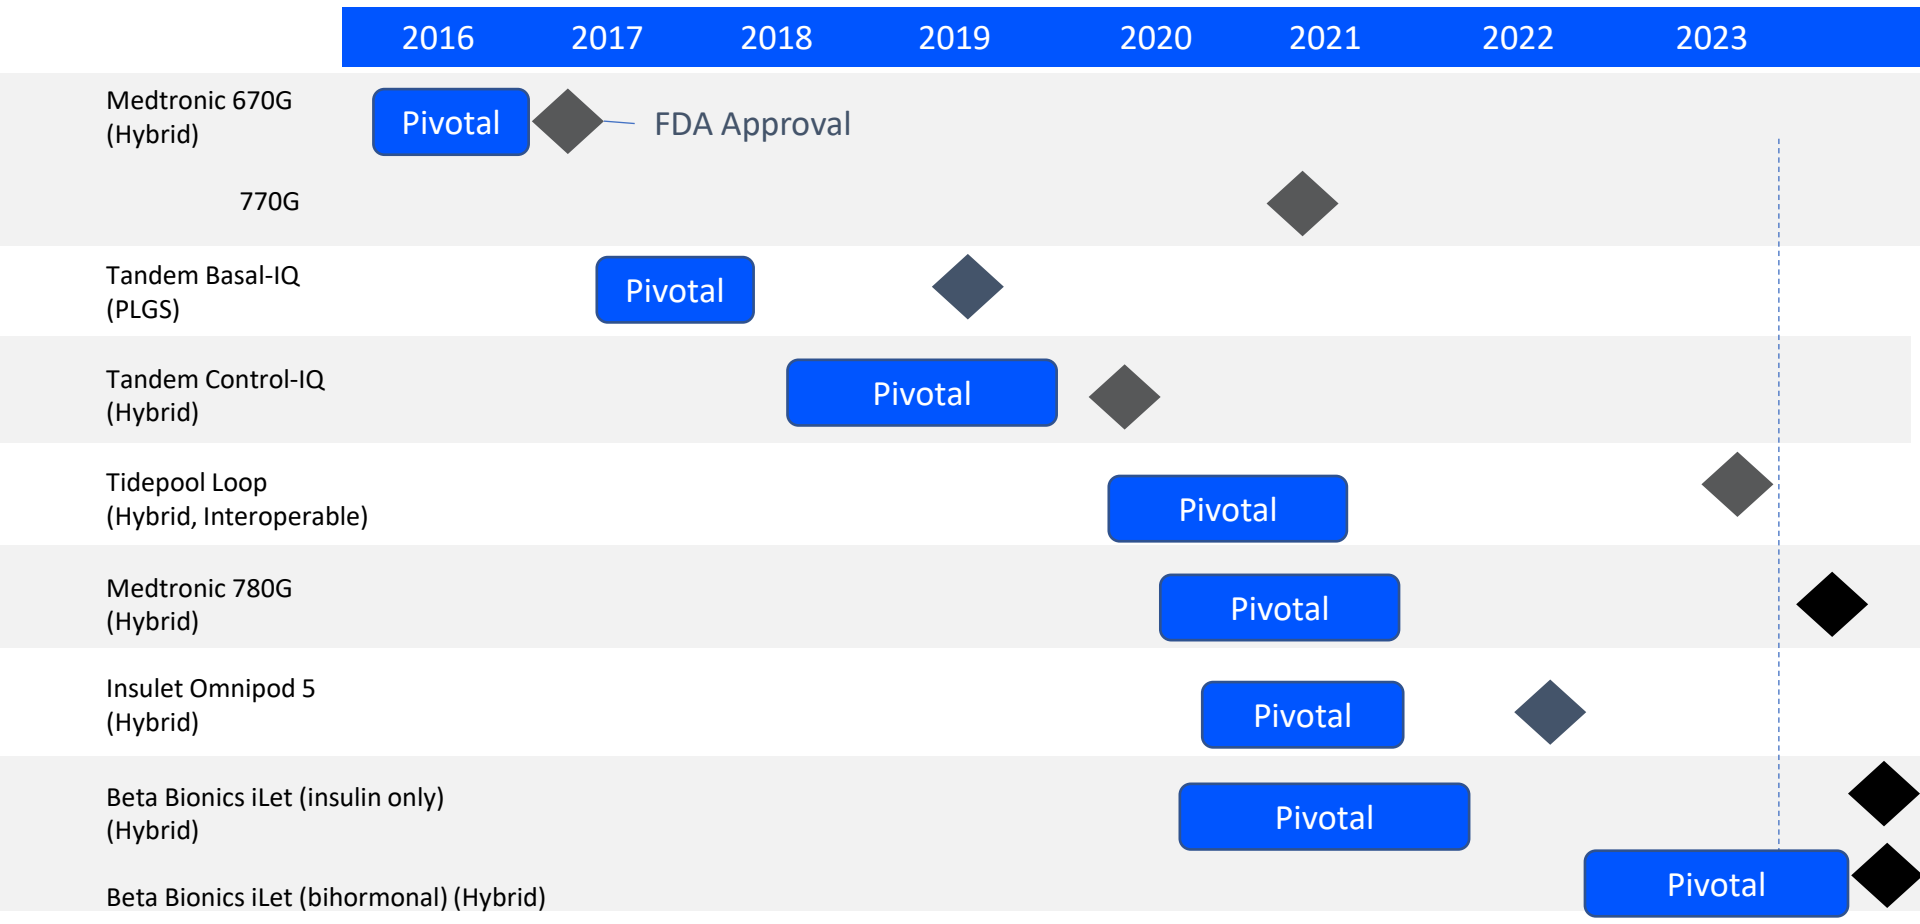 2016 2017 2018 2019 2020 2021 2022 2023
Medtronic 670G
(Hybrid)
Pivotal
FDA Approval
770G
Tandem Basal-IQ
(PLGS)
Pivotal
Tandem Control-IQ
(Hybrid)
Pivotal
Tidepool Loop
(Hybrid, Interoperable)
Pivotal
Medtronic 780G
(Hybrid)
Pivotal
Insulet Omnipod 5
(Hybrid)
Pivotal
Beta Bionics iLet (insulin only)
(Hybrid)
Pivotal
Beta Bionics iLet (bihormonal) (Hybrid)
Pivotal